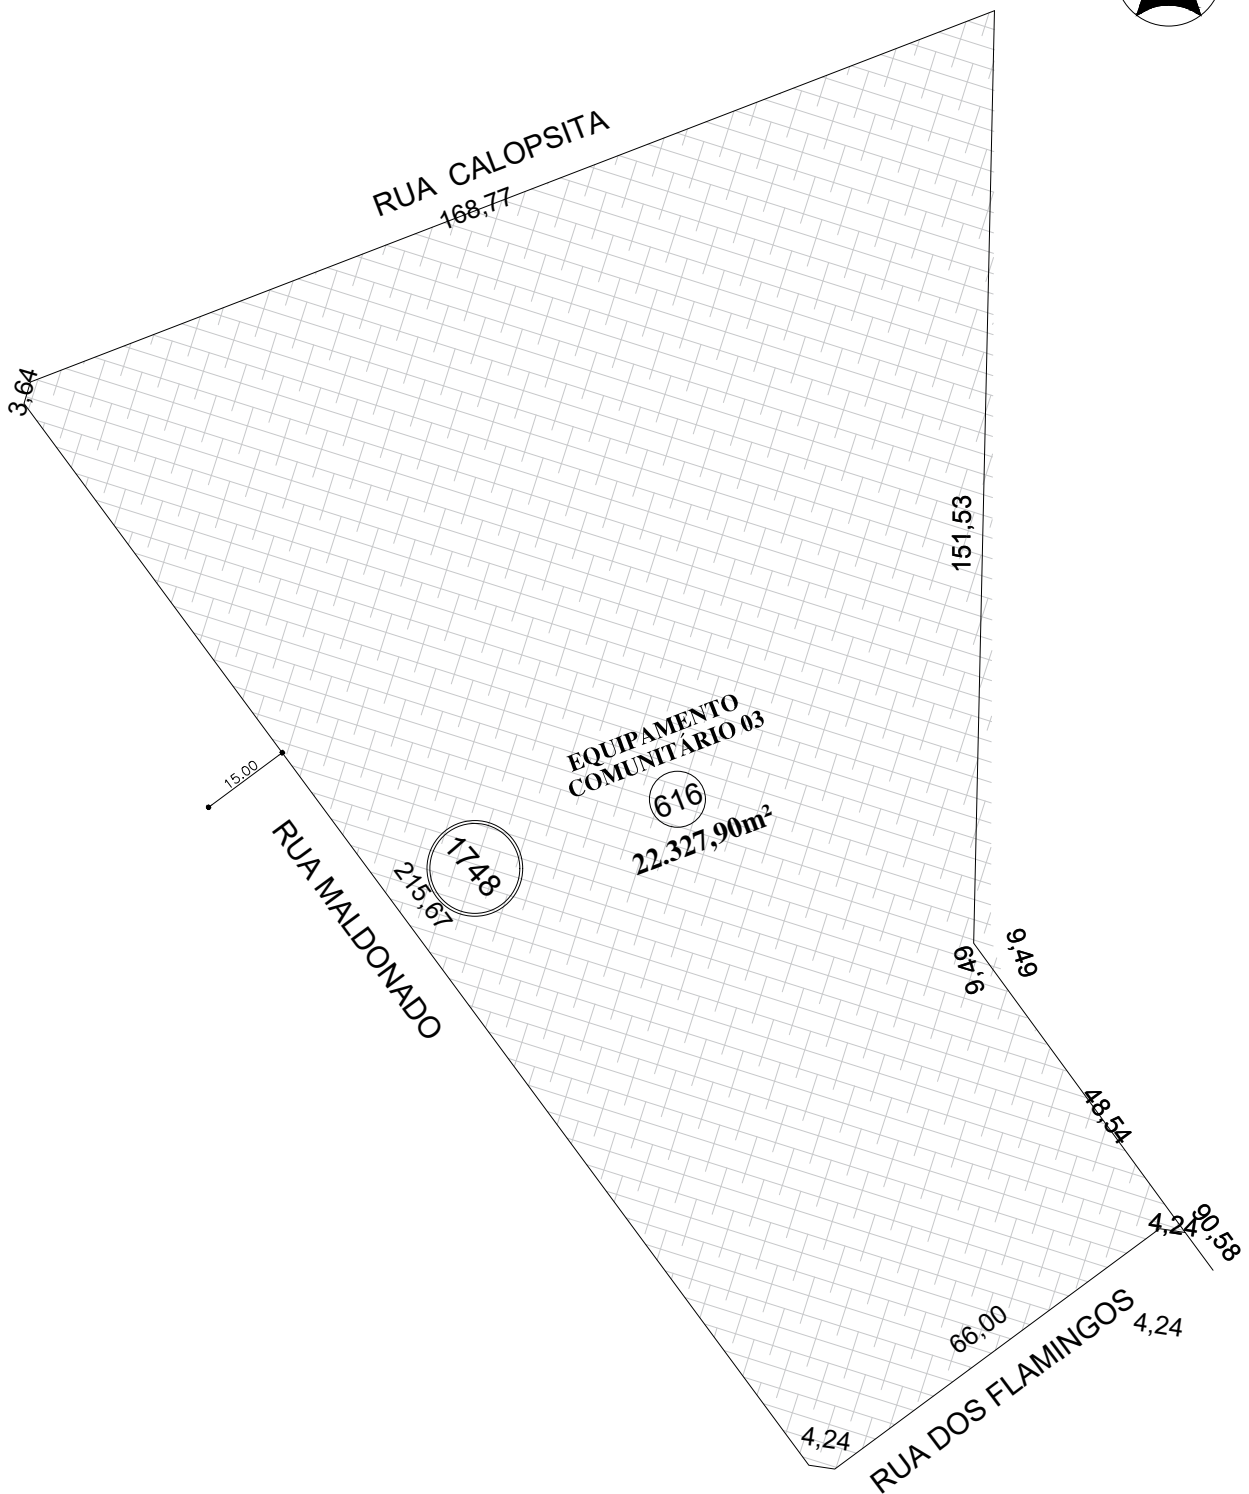 RUA CALOPSITA
168,77
3,64
151,53
EQUIPAMENTO
COMUNITÁRIO 03
616
22.327,90m²
15.00
1748
215,67
RUA MALDONADO
9,49
9,49
48,54
4,24
90,58
66,00
RUA DOS FLAMINGOS
4,24
4,24